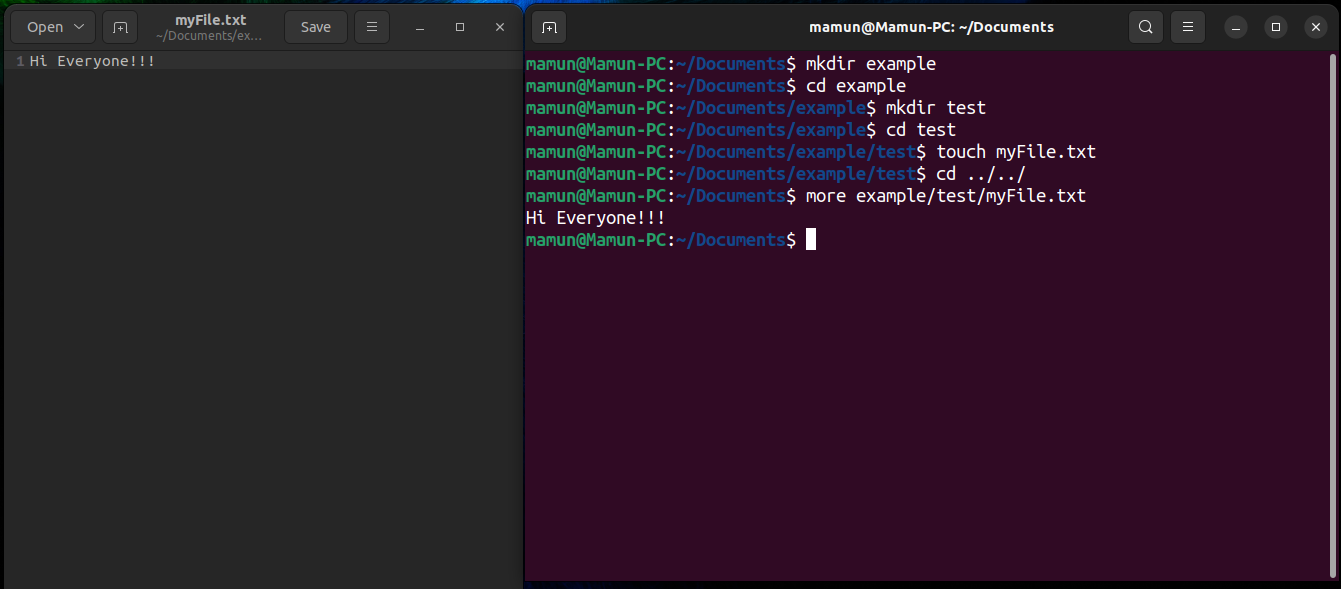 Open
myFile.txt
~/Documents/ex...
Save
1 Hi Everyone!!!
mamun@Mamun-PC: ~/Documents
mamun@Mamun-PC:~/Documents$ mkdir example
mamun@Mamun-PC:~/Documents$ cd example
mamun@Mamun-PC:~/Documents/example$ mkdir test
mamun@Mamun-PC:~/Documents/example$ cd test
mamun@Mamun-PC:~/Documents/example/test$ touch myFile.txt
mamun@Mamun-PC:~/Documents/example/test$ cd ../../
mamun@Mamun-PC:~/Documents$ more example/test/myFile.txt
Hi Everyone!!!
mamun@Mamun-PC:~/Documents$